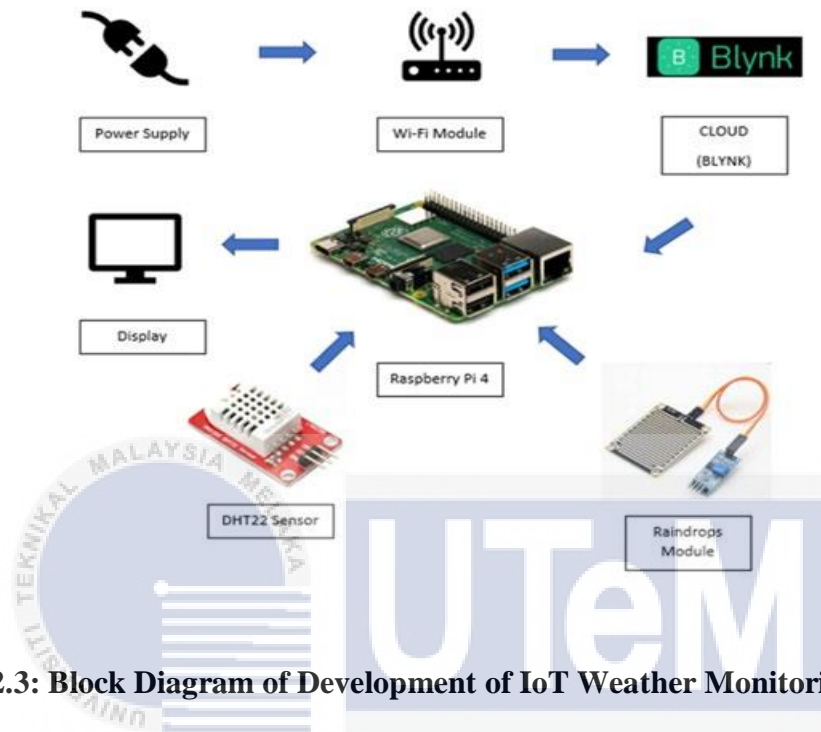 B Blynk
Power Supply
Wi-Fi Module
CLOUD
(BLYNK)
Display
Raspberry Pi 4
DHT22 Sensor
Raindrops
Module
TEKNIKAL MALAYSIA
UTeM
2.3: Block Diagram of Development of IoT Weather